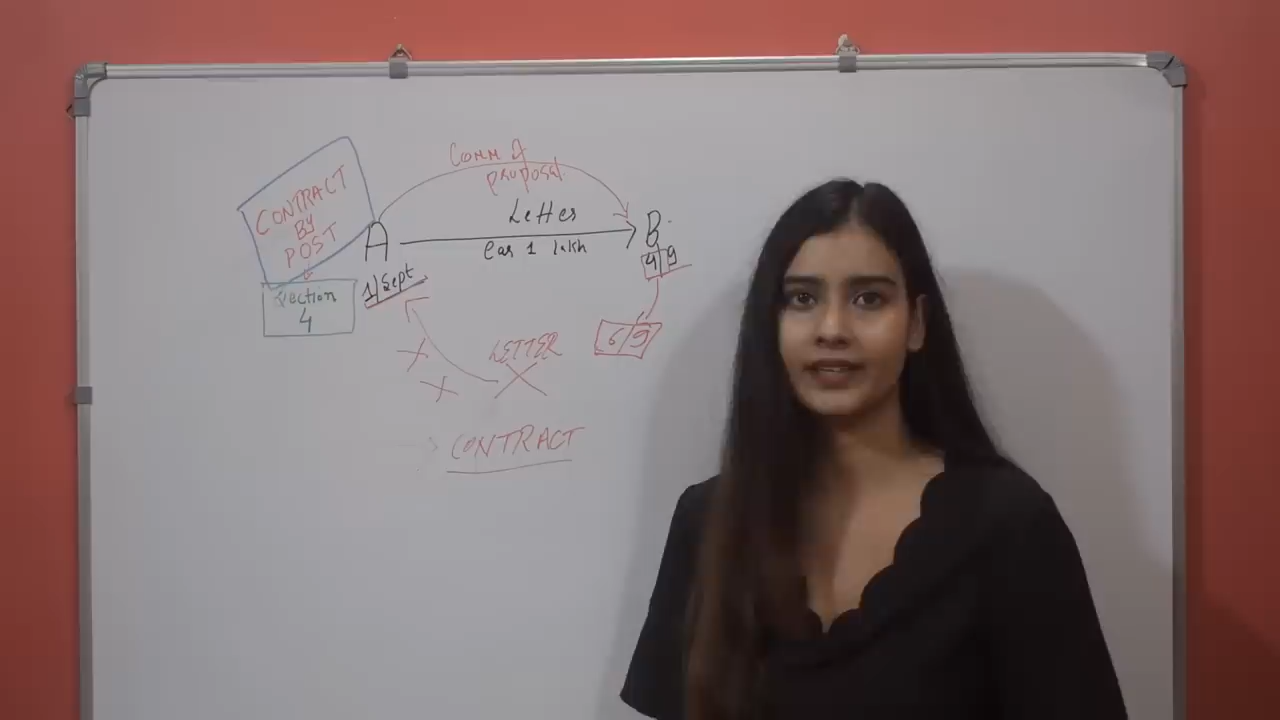 CONTRACT
BY
POST
Section
4
Comm of
proposal
A
Letter
B
Car 1 lakh
1/Sept
4/9
6/9
LETTER
CONTRACT